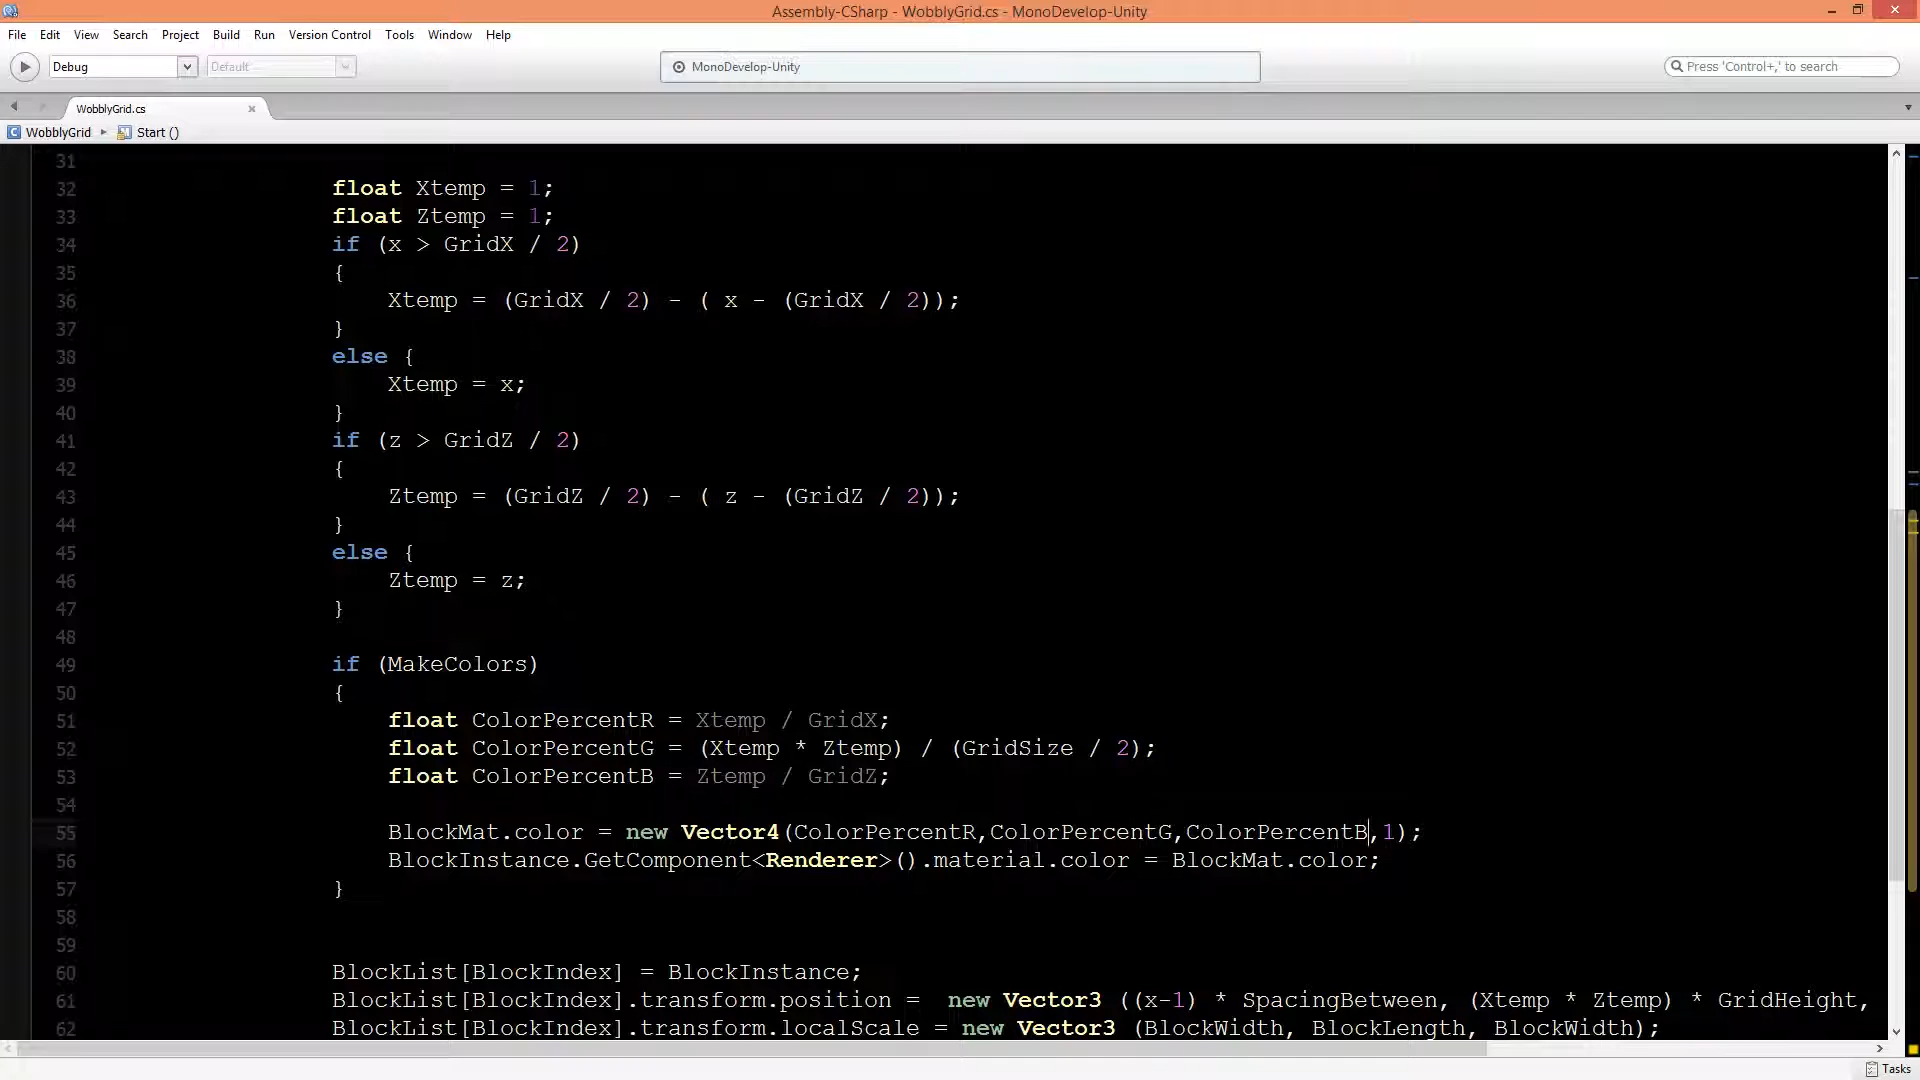 Assembly-CSharp - WobblyGrid.cs - MonoDevelop-Unity
File Edit View Search Project Build Run Version Control Tools Window Help
Debug Default MonoDevelop-Unity Press 'Control+,' to search
WobblyGrid.cs
WobblyGrid Start ()
31
32 float Xtemp = 1;
33 float Ztemp = 1;
34 if (x > GridX / 2)
35 {
36 Xtemp = (GridX / 2) - ( x - (GridX / 2));
37 }
38 else {
39 Xtemp = x;
40 }
41 if (z > GridZ / 2)
42 {
43 Ztemp = (GridZ / 2) - ( z - (GridZ / 2));
44 }
45 else {
46 Ztemp = z;
47 }
48
49 if (MakeColors)
50 {
51 float ColorPercentR = Xtemp / GridX;
52 float ColorPercentG = (Xtemp * Ztemp) / (GridSize / 2);
53 float ColorPercentB = Ztemp / GridZ;
54
55 BlockMat.color = new Vector4(ColorPercentR,ColorPercentG,ColorPercentB,1);
56 BlockInstance.GetComponent<Renderer>().material.color = BlockMat.color;
57 }
58
59
60 BlockList[BlockIndex] = BlockInstance;
61 BlockList[BlockIndex].transform.position = new Vector3 ((x-1) * SpacingBetween, (Xtemp * Ztemp) * GridHeight,
62 BlockList[BlockIndex].transform.localScale = new Vector3 (BlockWidth, BlockLength, BlockWidth);
Tasks